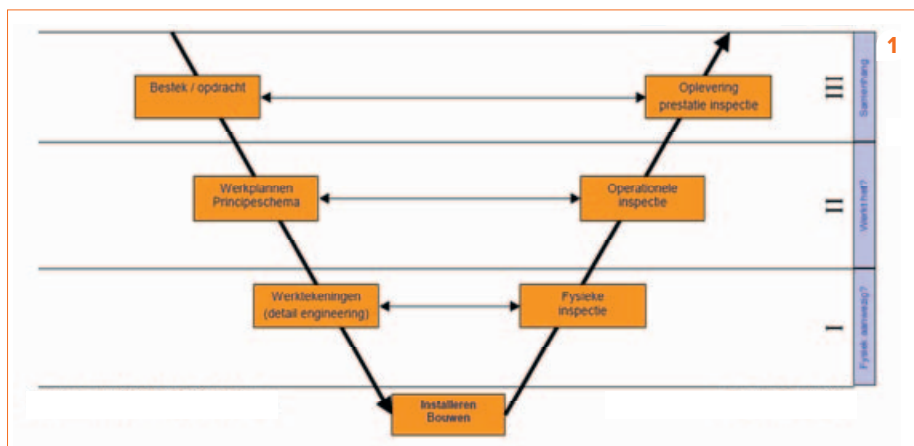 1
Bestek / opdracht
Oplevering
prestatie inspectie
III
Samenhang
Werkplannen
Principeschema
Operationele
inspectie
II
Werkt het?
Werktekeningen
(detail engineering)
Fysieke
inspectie
I
Fysiek aanwezig?
Installeren
Bouwen